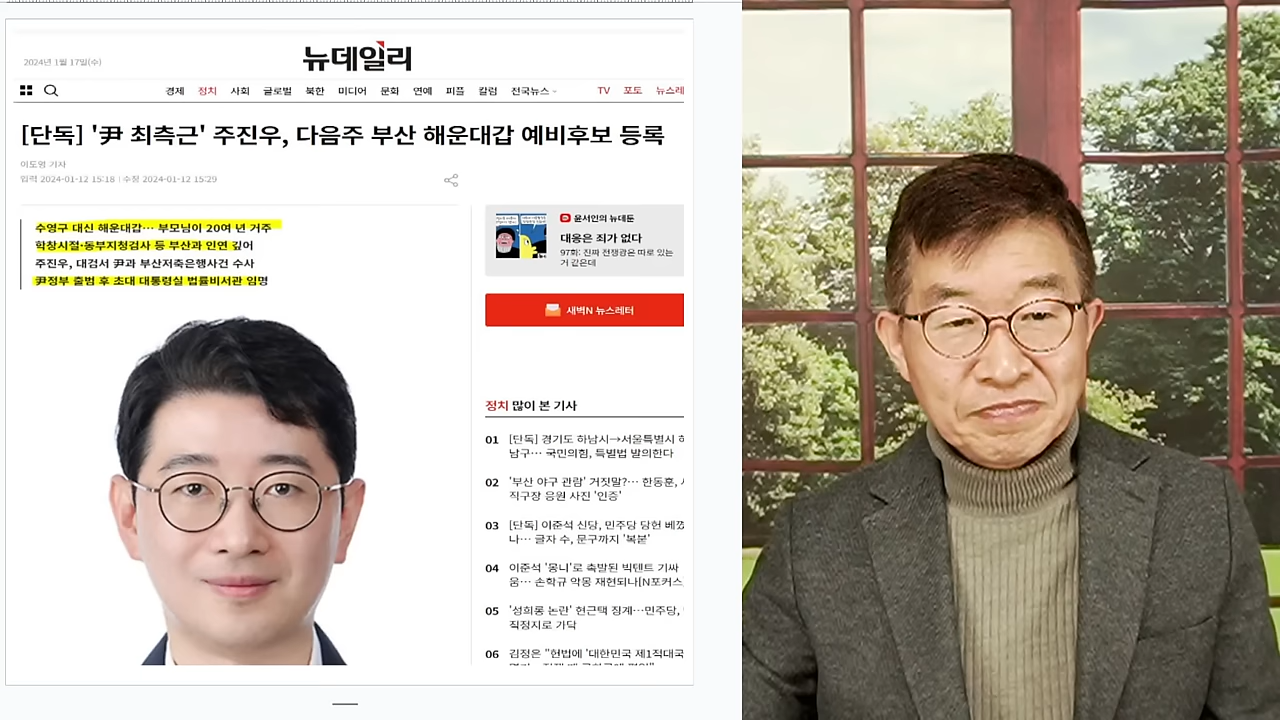 2024년 1월 17일(수)
뉴데일리
경제 정치 사회 글로벌 북한 미디어 문화 연예 피플 칼럼 전국뉴스 TV 포토 뉴스레
[단독] '尹 최측근' 주진우, 다음주 부산 해운대갑 예비후보 등록
이도영 기자
입력 2024-01-12 15:18 | 수정 2024-01-12 15:29
수영구 대신 해운대갑… 부모님이 20여 년 거주
학창시절·동부지청검사 등 부산과 인연 깊어
주진우, 대검서 尹과 부산저축은행사건 수사
尹정부 출범 후 초대 대통령실 법률비서관 임명
윤서인의 뉴데툰
대응은 죄가 없다
97회: 진짜 전쟁광은 따로 있는
거 같은데
새벽N 뉴스레터
정치 많이 본 기사
01 [단독] 경기도 하남시→서울특별시
남구… 국민의힘, 특별법 발의한다
02 '부산 야구 관람' 거짓말?… 한동훈,
직구장 응원 사진 '인증'
03 [단독] 이준석 신당, 민주당 당헌 베꼈
나… 글자 수, 문구까지 '복붙'
04 이준석 '몽니'로 촉발된 빅텐트 기싸
움… 손학규 악몽 재현되나[N포커스
05 '성희롱 논란' 현근택 징계…민주당,
직정지로 가닥
06 김정은 "헌법에 '대한민국 제1적대국